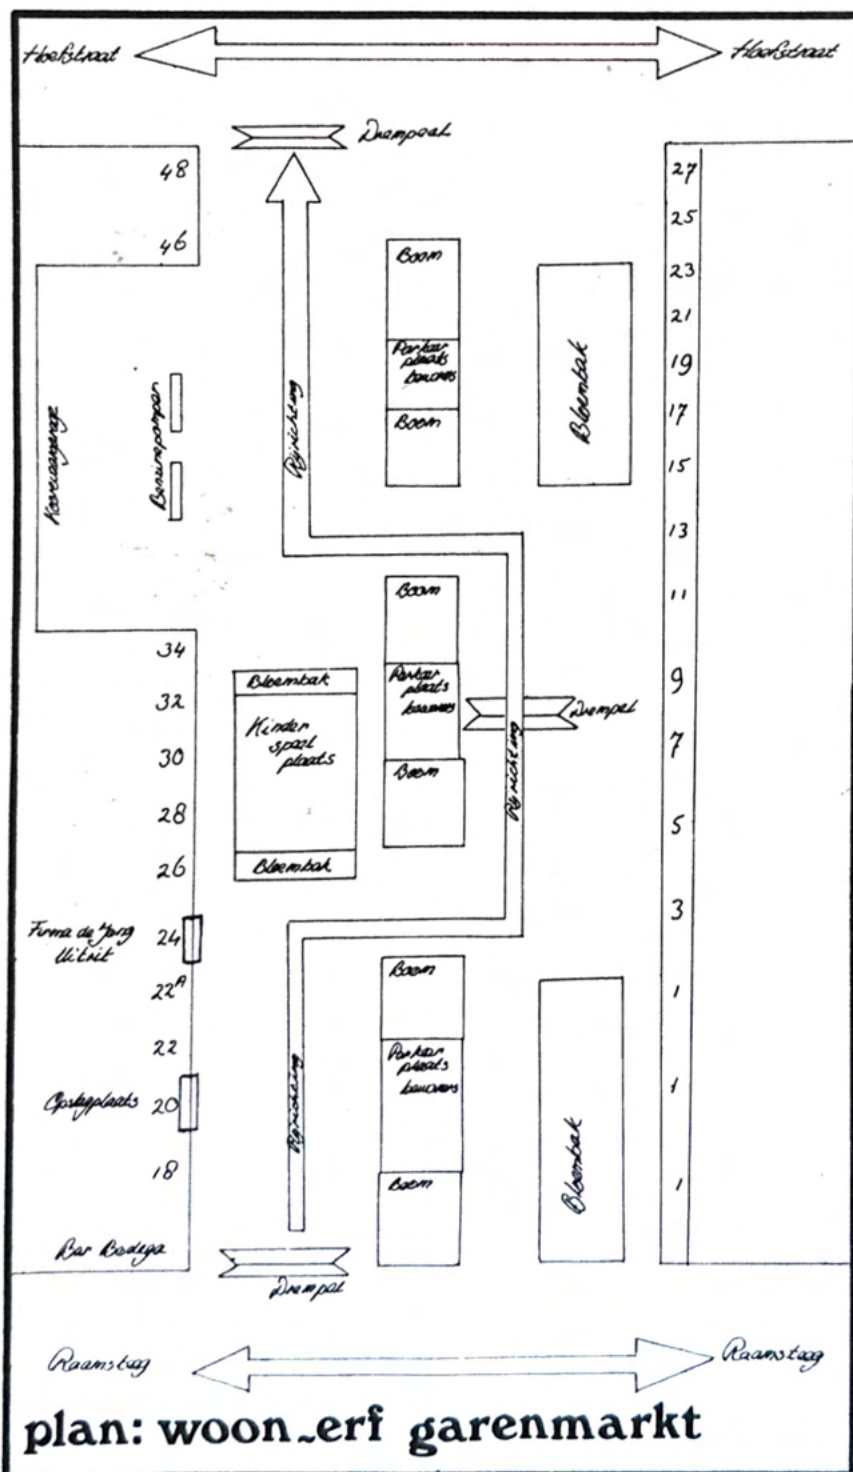 Hoefstraat
Hoefstraat
Drempeal
48
46
27
25
23
21
19
17
15
13
11
9
7
5
3
1
1
1
Boom
Parkeer
plaats
bewoners
Boom
Bloembak
Rijrichting
Benzinepompen
Boom
Parkeer
plaats
bewoners
Boom
Drempel
Rijrichting
34
32
30
28
26
Bloembak
Kinder
speel
plaats
Bloembak
Firma de Jong
Uitrit
24
22A
22
Opslagplaats
20
18
Bar Bodega
Rijrichting
Boom
Parkeer
plaats
bewoners
Boom
Bloembak
Drempel
Raamsteeg
Raamsteeg
plan: woon-erf garenmarkt